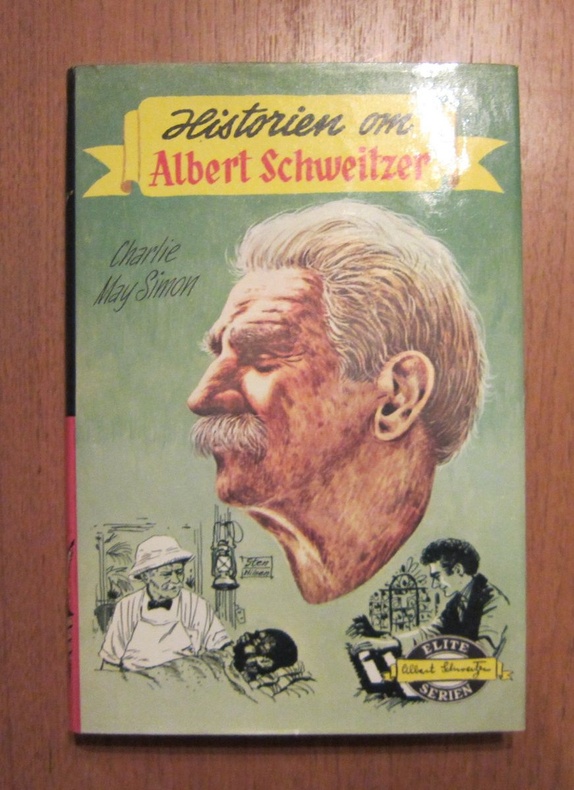 Historien om
Albert Schweitzer
Charlie
May Simon
ELITE
Albert Schweitzer
SERIEN